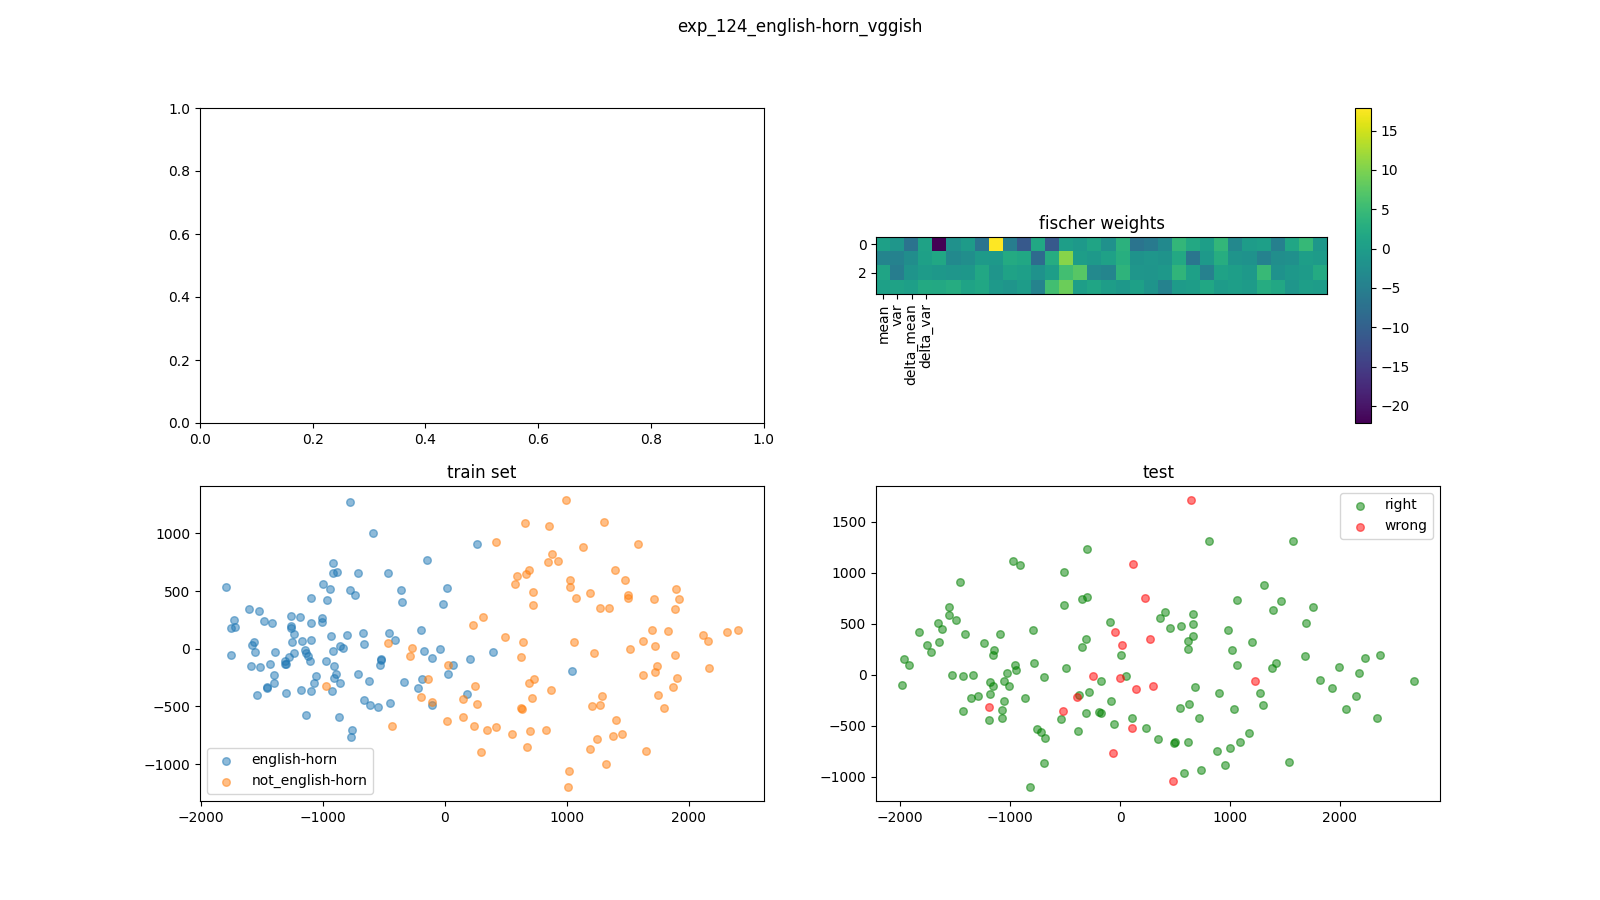 exp_124_english-horn_vggish
1.0
0.8
0.6
0.4
0.2
0.0
0.0 0.2 0.4 0.6 0.8 1.0
fischer weights
0
2
mean
var
delta_mean
delta_var
15
10
5
0
−5
−10
−15
−20
train set
1000
500
0
−500
−1000
english-horn
not_english-horn
−2000 −1000 0 1000 2000
test
1500
1000
500
0
−500
−1000
right
wrong
−2000 −1000 0 1000 2000